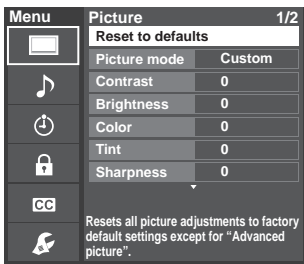 Menu
Picture 1/2
Reset to defaults
Picture mode Custom
Contrast 0
Brightness 0
Color 0
Tint 0
Sharpness 0
CC
Resets all picture adjustments to factory
default settings except for “Advanced
picture”.